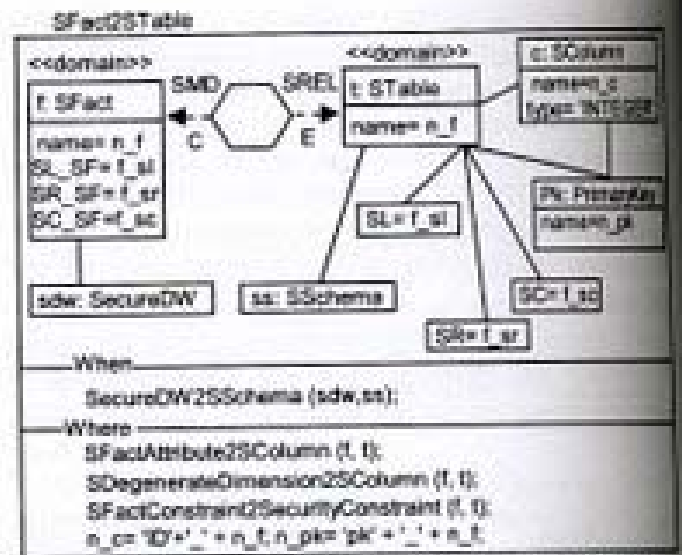 SFact2STable
<<domain>>
f: SFact
name= n_f
SL_SF= f_sl
SR_SF= f_sr
SC_SF=f_sc
sdw: SecureDW
SMD
C
SREL
E
<<domain>>
t: STable
name= n_f
c: SColumn
name=n_c
type= 'INTEGER'
Pk: PrimaryKey
name=n_pk
SL= f_sl
ss: SSchema
SC= f_sc
SR= f_sr
When
SecureDW2SSchema (sdw,ss);
Where
SFactAttribute2SColumn (f, t);
SDegenerateDimension2SColumn (f, t);
SFactConstraint2SecurityConstraint (f, t);
n_c= 'ID'+'_' + n_f; n_pk= 'pk' + '_' + n_f;